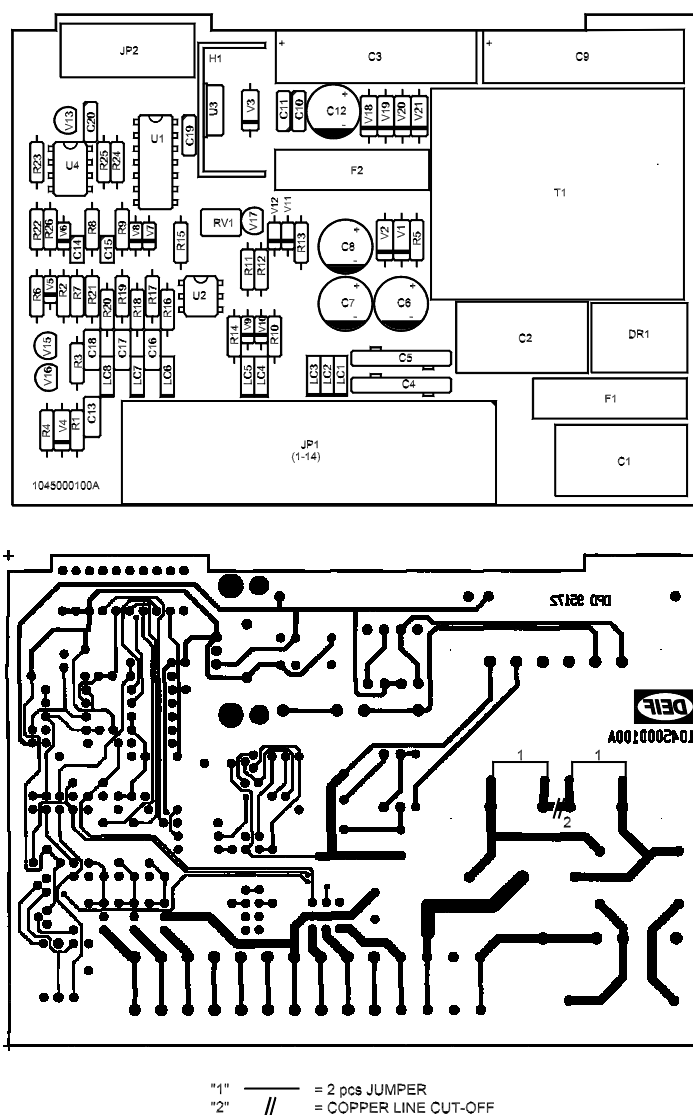 JP2
H1
+ C3
+ C9
V13
C20
U1
C19
U3
V3
C11
C10
+
C12
-
V18
V19
V20
V21
R23
U4
R25
R24
F2
T1
R22
R26
V6
C14
R8
C15
R9
V8
V7
R15
RV1
V17
V12
V11
R13
R11
R12
+
C8
-
V2
V1
R5
R6
V5
R2
R7
R21
R20
R19
R18
R17
R16
U2
R14
V9
V10
R10
+
C7
-
+
C6
-
C2
DR1
V15
V16
R3
C18
C17
C16
LC8
LC7
LC6
LC5
LC4
LC3
LC2
LC1
C5
C4
F1
R4
V4
R1
C13
JP1
(1-14)
C1
1045000100A
DPD 95172
DEIF
1045000100A
1
1
2
"1" = 2 pcs JUMPER
"2" // = COPPER LINE CUT-OFF